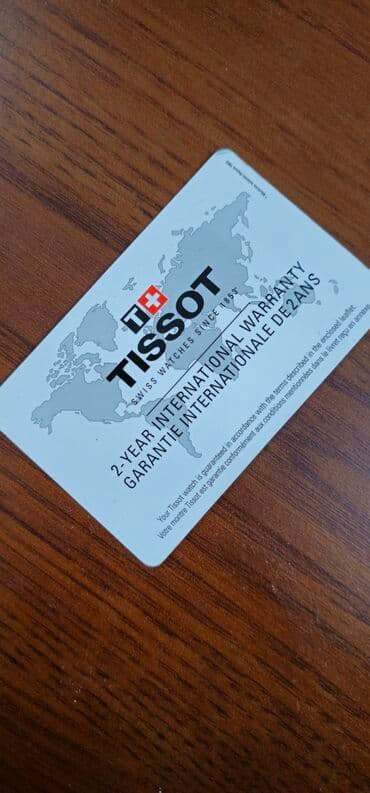 T+
TISSOT
SWISS WATCHES SINCE 1853
2-YEAR INTERNATIONAL WARRANTY
GARANTIE INTERNATIONALE DE 2 ANS
Your Tissot watch is guaranteed in accordance with the terms described in the enclosed leaflet.
Votre montre Tissot est garantie conformément aux conditions mentionnées dans le livret reçu en annexe.